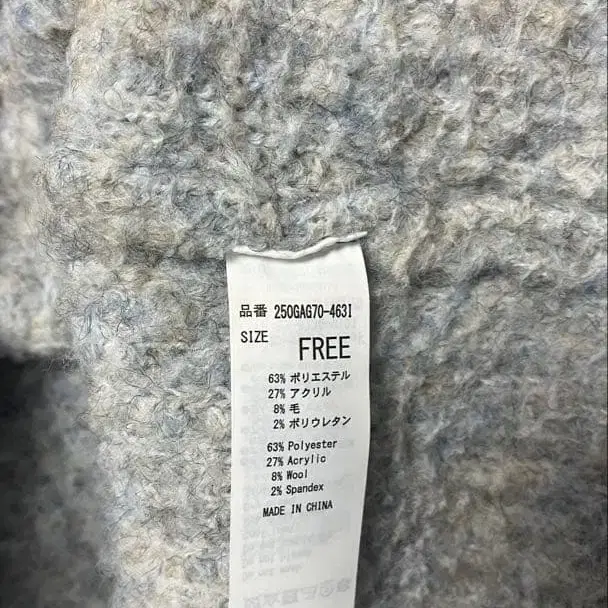 品番 250GAG70-463I
SIZE FREE
63% ポリエステル
27% アクリル
8% 毛
2% ポリウレタン
63% Polyester
27% Acrylic
8% Wool
2% Spandex
MADE IN CHINA